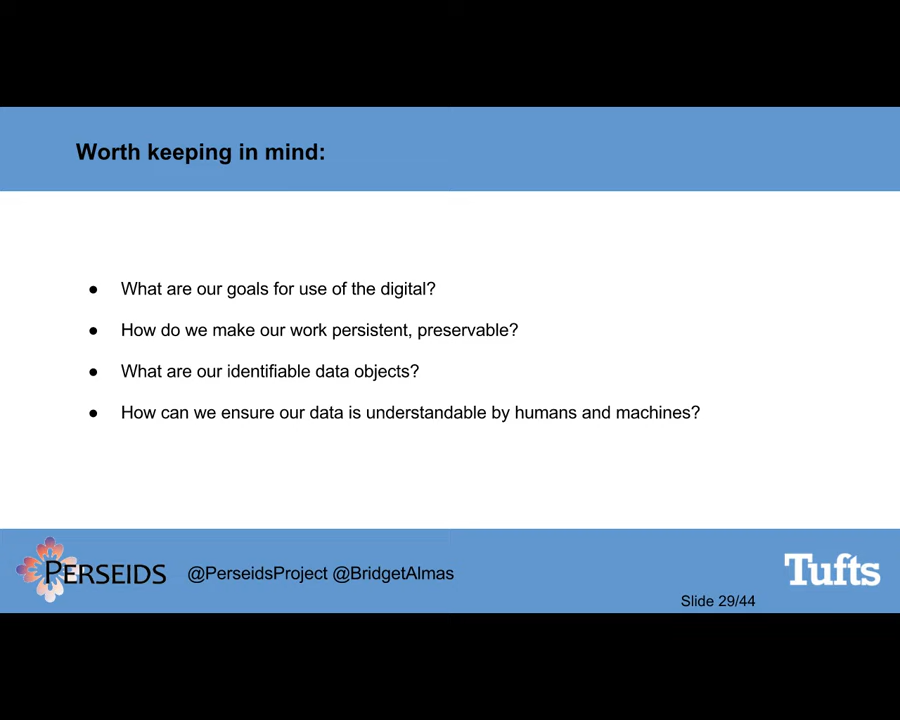 Worth keeping in mind:
● What are our goals for use of the digital?
● How do we make our work persistent, preservable?
● What are our identifiable data objects?
● How can we ensure our data is understandable by humans and machines?
PERSEIDS
@PerseidsProject @BridgetAlmas
Tufts
Slide 29/44